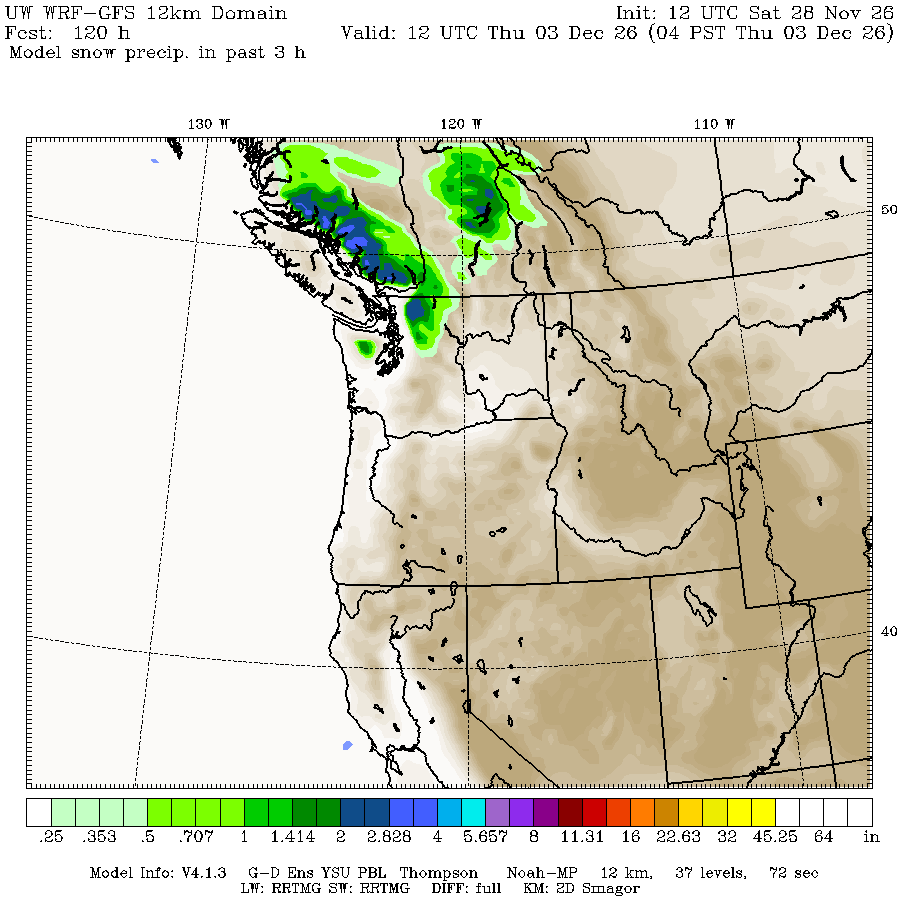 UW WRF-GFS 12km Domain Init: 12 UTC Sat 28 Nov 26
Fcst: 120 h Valid: 12 UTC Thu 03 Dec 26 (04 PST Thu 03 Dec 26)
Model snow precip. in past 3 h
130 W 120 W 110 W
50
40
.25 .353 .5 .707 1 1.414 2 2.828 4 5.657 8 11.31 16 22.63 32 45.25 64 in
Model Info: V4.1.3 G-D Ens YSU PBL Thompson Noah-MP 12 km, 37 levels, 72 sec
LW: RRTMG SW: RRTMG DIFF: full KM: 2D Smagor